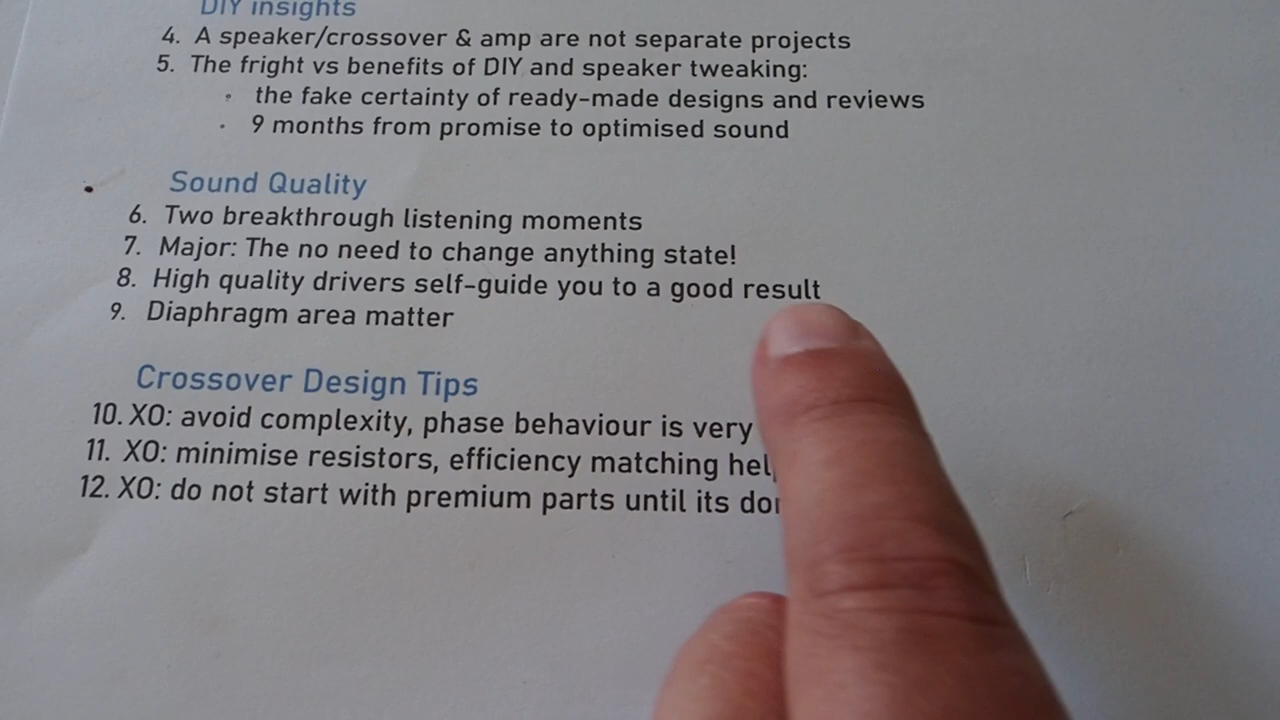 DIY insights
4. A speaker/crossover & amp are not separate projects
5. The fright vs benefits of DIY and speaker tweaking:
• the fake certainty of ready-made designs and reviews
• 9 months from promise to optimised sound
Sound Quality
6. Two breakthrough listening moments
7. Major: The no need to change anything state!
8. High quality drivers self-guide you to a good result
9. Diaphragm area matter
Crossover Design Tips
10. XO: avoid complexity, phase behaviour is very
11. XO: minimise resistors, efficiency matching
12. XO: do not start with premium parts until its